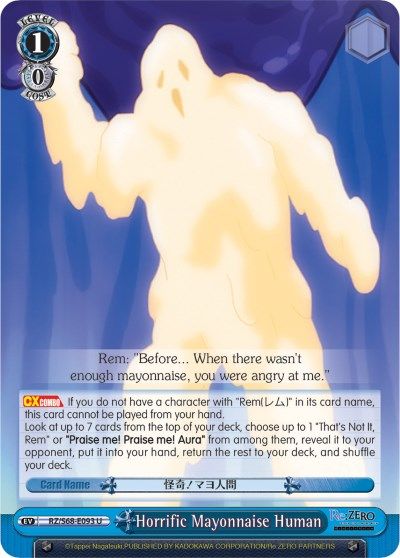 LEVEL
1
0
COST
Rem: "Before... When there wasn't
enough mayonnaise, you were angry at me."
CX COMBO If you do not have a character with "Rem(レム)" in its card name,
this card cannot be played from your hand.
Look at up to 7 cards from the top of your deck, choose up to 1 "That's Not It,
Rem" or "Praise me! Praise me! Aura" from among them, reveal it to your
opponent, put it into your hand, return the rest to your deck, and shuffle
your deck.
Card Name 怪奇！マヨ人間
EV RZ/S68-E093 U Horrific Mayonnaise Human Re:ZERO
©Tappei Nagatsuki,PUBLISHED BY KADOKAWA CORPORATION/Re:ZERO PARTNERS